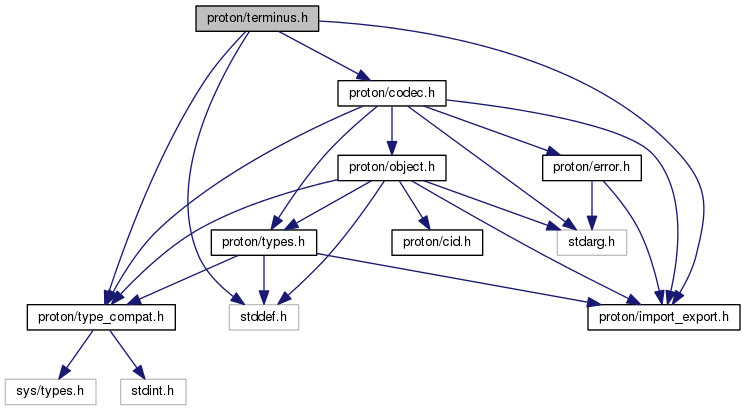 proton/terminus.h
proton/codec.h
proton/object.h
proton/error.h
proton/types.h
proton/cid.h
stdarg.h
proton/type_compat.h
stddef.h
proton/import_export.h
sys/types.h
stdint.h